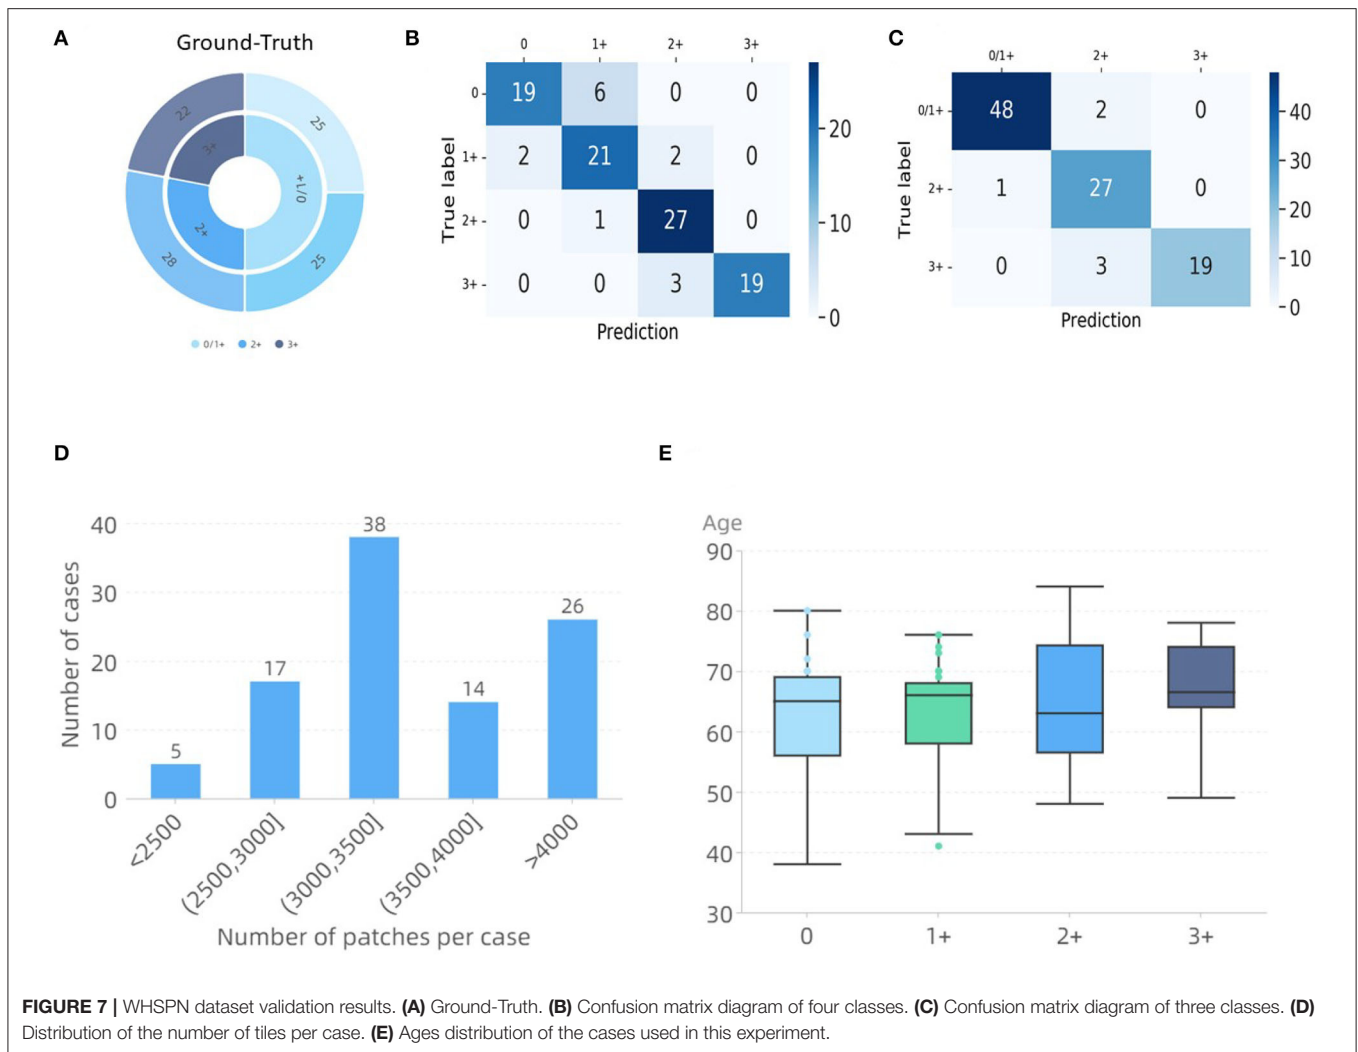 A
Ground-Truth
22
25
3+
0/1+
2+
28
25
0/1+ 2+ 3+
B
0 1+ 2+ 3+
0 19 6 0 0
1+ 2 21 2 0
2+ 0 1 27 0
3+ 0 0 3 19
True label
Prediction
20
10
0
C
0/1+ 2+ 3+
0/1+ 48 2 0
2+ 1 27 0
3+ 0 3 19
True label
Prediction
40
30
20
10
0
D
Number of cases
40
30
20
10
0
5 17 38 14 26
<2500 (2500,3000] (3000,3500] (3500,4000] >4000
Number of patches per case
E
Age
90
80
70
60
50
40
30
0 1+ 2+ 3+
FIGURE 7 | WHSPN dataset validation results. (A) Ground-Truth. (B) Confusion matrix diagram of four classes. (C) Confusion matrix diagram of three classes. (D)
Distribution of the number of tiles per case. (E) Ages distribution of the cases used in this experiment.